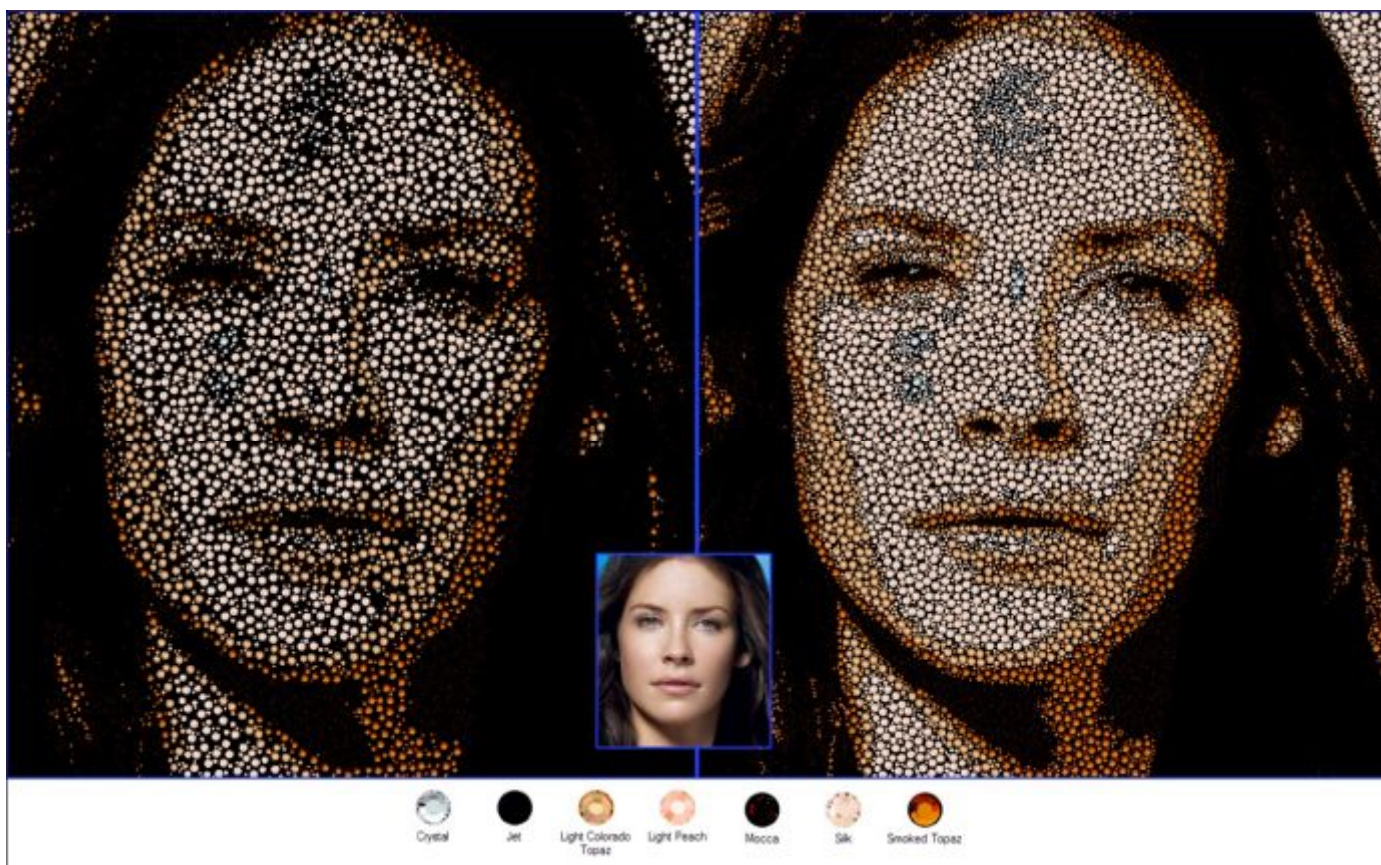 Crystal
Jet
Light Colorado
Topaz
Light Peach
Mocca
Silk
Smoked Topaz